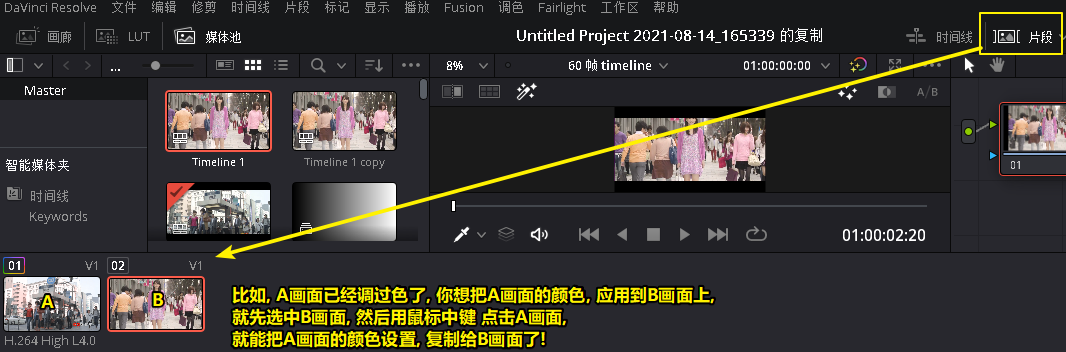 DaVinci Resolve 文件 编辑 修剪 时间线 片段 标记 显示 播放 Fusion 调色 Fairlight 工作区 帮助
画廊 LUT 媒体池 Untitled Project 2021-08-14_165339 的复制 时间线 片段
... 8% 60 帧 timeline 01:00:00:00 •••
Master
A/B
Timeline 1 Timeline 1 copy
01
智能媒体夹
时间线
Keywords
01:00:02:20
01 V1 02 V1
A B
比如, A画面已经调过色了, 你想把A画面的颜色, 应用到B画面上,
就先选中B画面, 然后用鼠标中键 点击A画面,
就能把A画面的颜色设置, 复制给B画面了!
H.264 High L4.0